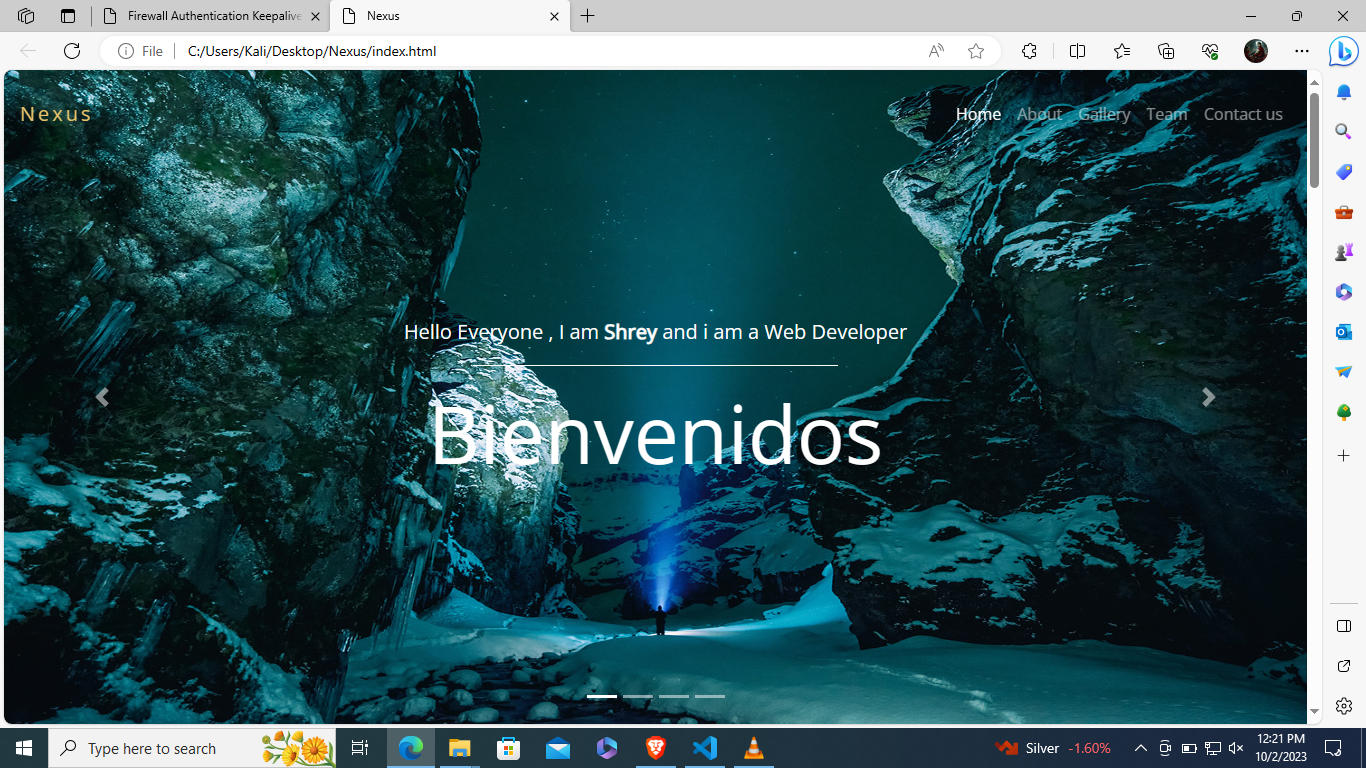 Firewall Authentication Keepalive
Nexus
File
C:/Users/Kali/Desktop/Nexus/index.html
Nexus
Home About Gallery Team Contact us
Hello Everyone , I am Shrey and i am a Web Developer
Bienvenidos
Type here to search
Silver -1.60%
12:21 PM
10/2/2023